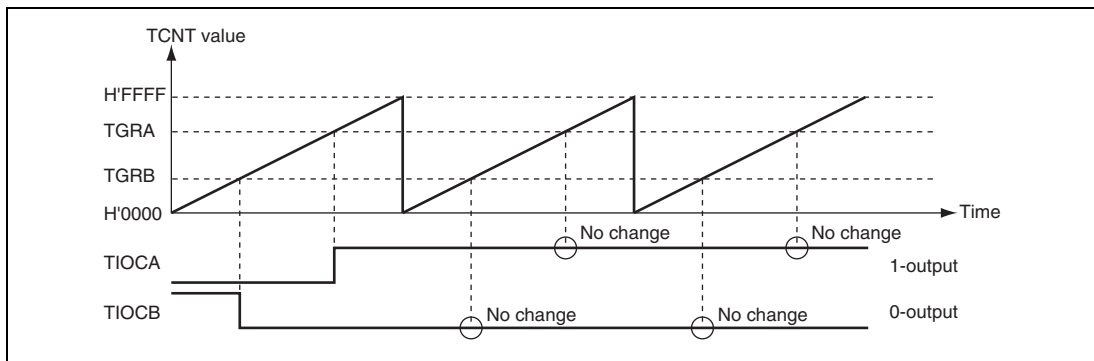 TCNT value
H'FFFF
TGRA
TGRB
H'0000
Time
No change
No change
TIOCA
1-output
No change
No change
TIOCB
0-output